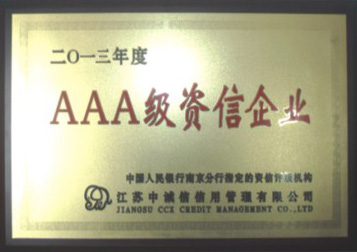 二〇一三年度
AAA级资信企业
中国人民银行南京分行指定的资信评级机构
江苏中诚信信用管理有限公司
JIANGSU CCX CREDIT MANAGEMENT CO.,LTD